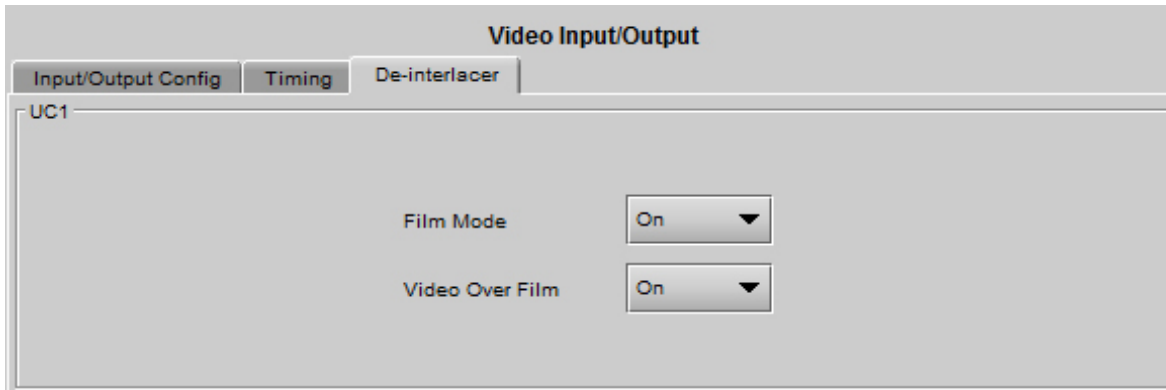 Video Input/Output
Input/Output Config Timing De-interlacer
UC1
Film Mode On
Video Over Film On